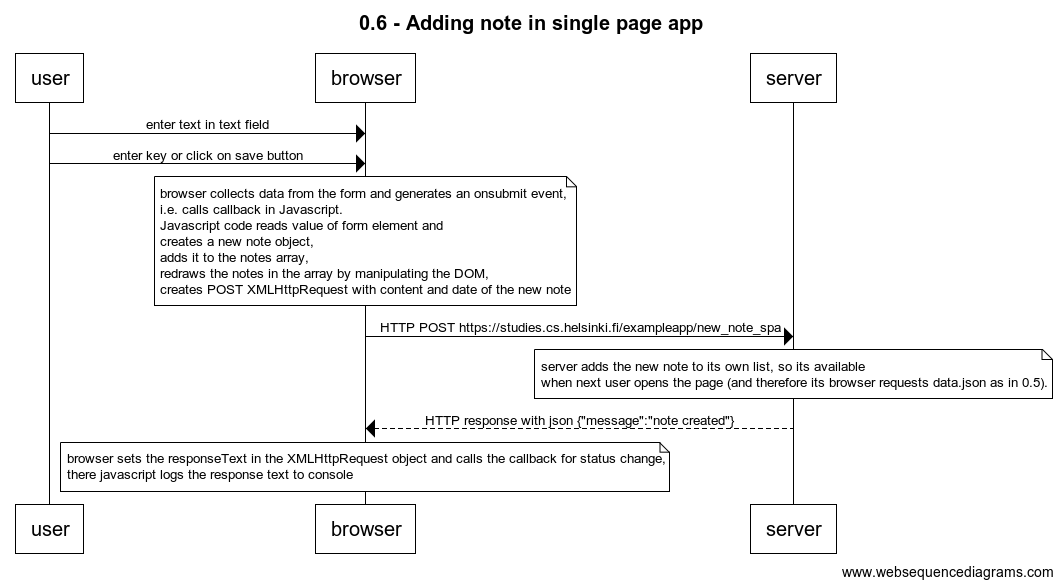 0.6 - Adding note in single page app
user browser server
enter text in text field
enter key or click on save button
browser collects data from the form and generates an onsubmit event,
i.e. calls callback in Javascript.
Javascript code reads value of form element and
creates a new note object,
adds it to the notes array,
redraws the notes in the array by manipulating the DOM,
creates POST XMLHttpRequest with content and date of the new note
HTTP POST https://studies.cs.helsinki.fi/exampleapp/new_note_spa
server adds the new note to its own list, so its available
when next user opens the page (and therefore its browser requests data.json as in 0.5).
HTTP response with json {"message":"note created"}
browser sets the responseText in the XMLHttpRequest object and calls the callback for status change,
there javascript logs the response text to console
user browser server
www.websequencediagrams.com